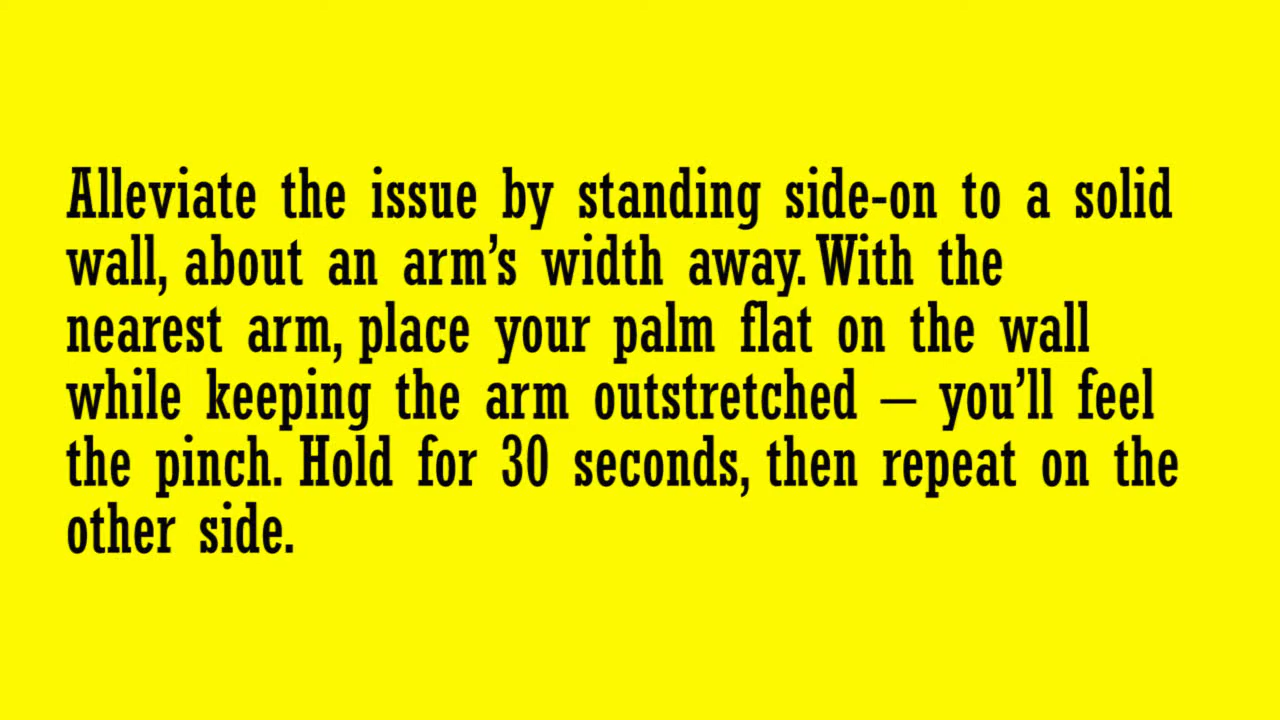 Alleviate the issue by standing side-on to a solid
wall, about an arm’s width away. With the
nearest arm, place your palm flat on the wall
while keeping the arm outstretched – you’ll feel
the pinch. Hold for 30 seconds, then repeat on the
other side.